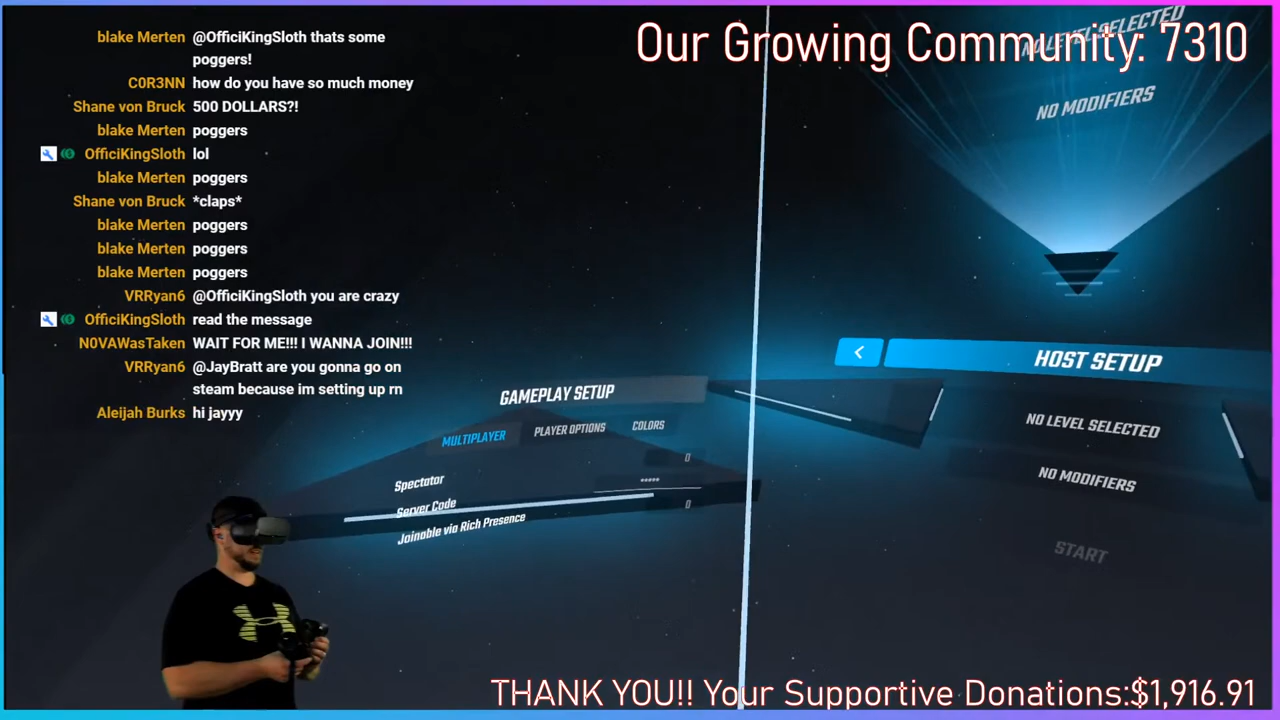 blake Merten @OfficiKingSloth thats some
poggers!
C0R3NN how do you have so much money
Shane von Bruck 500 DOLLARS?!
blake Merten poggers
OfficiKingSloth lol
blake Merten poggers
Shane von Bruck *claps*
blake Merten poggers
blake Merten poggers
blake Merten poggers
VRRyan6 @OfficiKingSloth you are crazy
OfficiKingSloth read the message
N0VAWasTaken WAIT FOR ME!!! I WANNA JOIN!!!
VRRyan6 @JayBratt are you gonna go on
steam because im setting up rn
Aleijah Burks hi jayyy
Our Growing Community: 7310
NO LEVEL SELECTED
NO MODIFIERS
GAMEPLAY SETUP
MULTIPLAYER PLAYER OPTIONS COLORS
Spectator 0
Server Code *****
Joinable via Rich Presence 0
< HOST SETUP
NO LEVEL SELECTED
NO MODIFIERS
START
THANK YOU!! Your Supportive Donations:$1,916.91